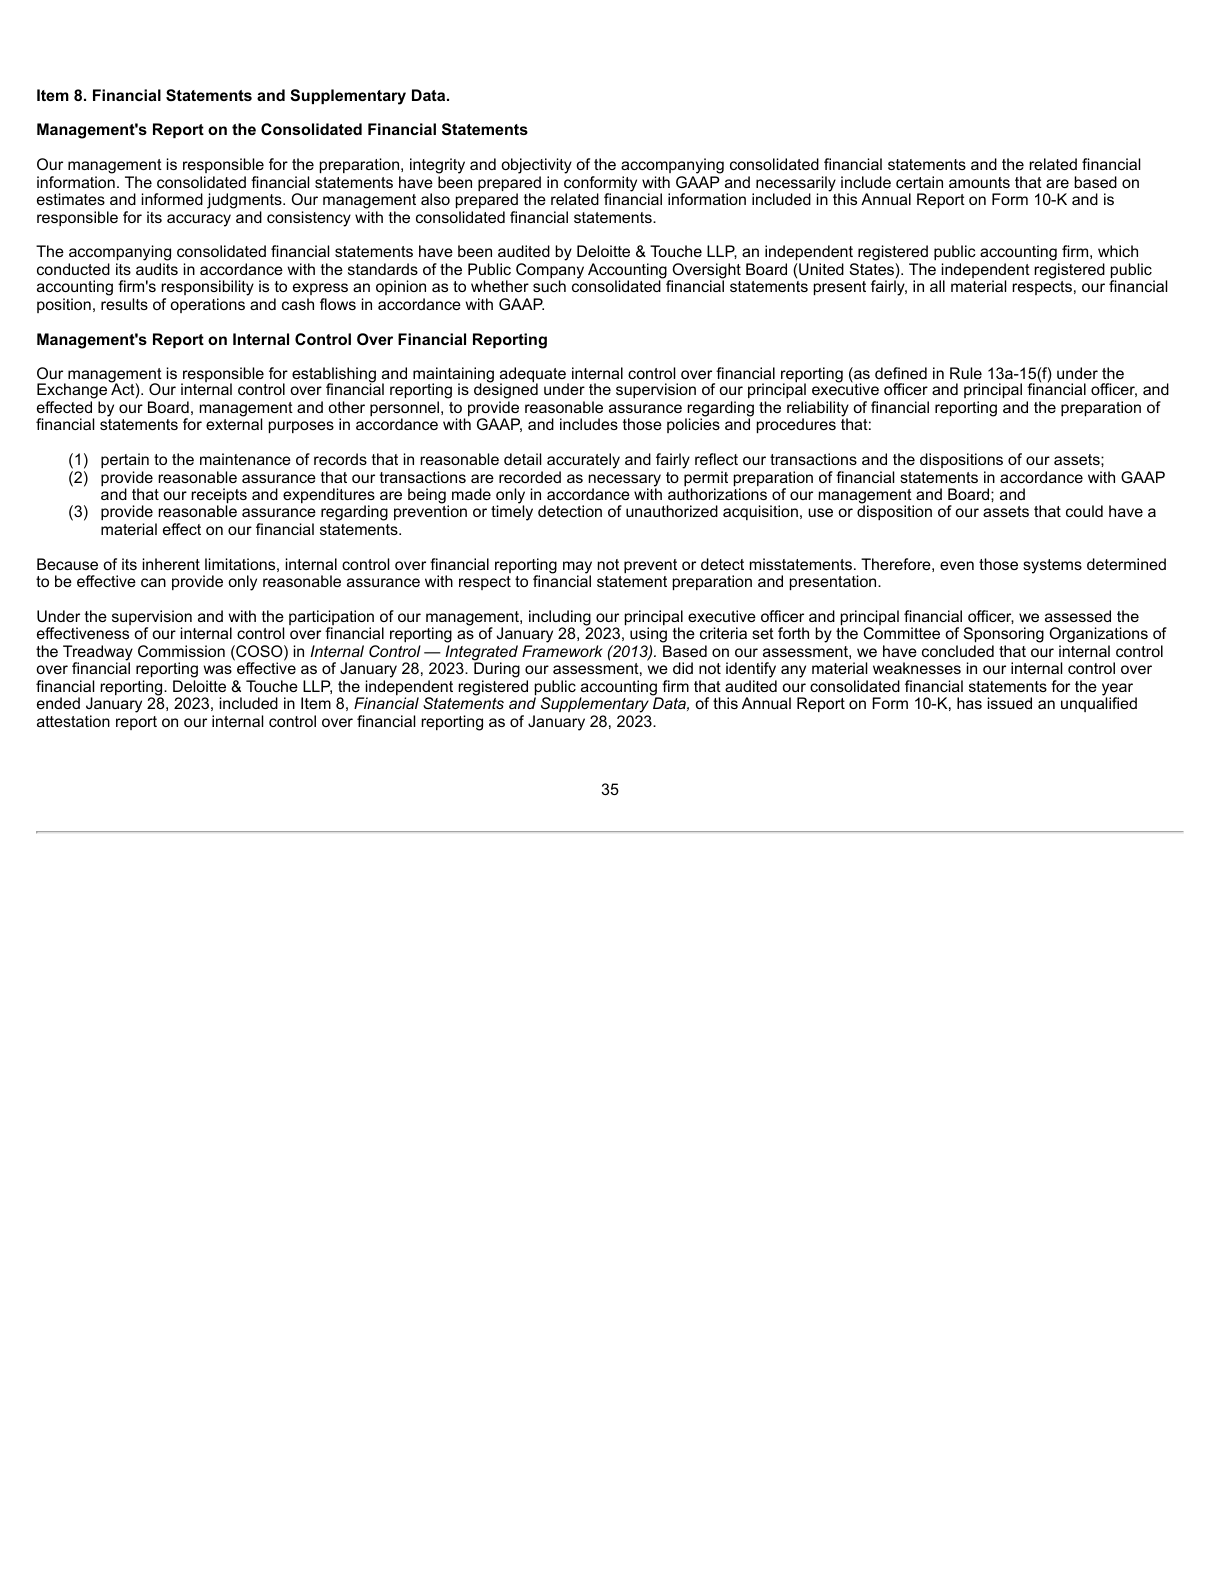 Item 8. Financial Statements and Supplementary Data.
Management's Report on the Consolidated Financial Statements
Our management is responsible for the preparation, integrity and objectivity of the accompanying consolidated financial statements and the related financial
information. The consolidated financial statements have been prepared in conformity with GAAP and necessarily include certain amounts that are based on
estimates and informed judgments. Our management also prepared the related financial information included in this Annual Report on Form 10-K and is
responsible for its accuracy and consistency with the consolidated financial statements.
The accompanying consolidated financial statements have been audited by Deloitte & Touche LLP, an independent registered public accounting firm, which
conducted its audits in accordance with the standards of the Public Company Accounting Oversight Board (United States). The independent registered public
accounting firm's responsibility is to express an opinion as to whether such consolidated financial statements present fairly, in all material respects, our financial
position, results of operations and cash flows in accordance with GAAP.
Management's Report on Internal Control Over Financial Reporting
Our management is responsible for establishing and maintaining adequate internal control over financial reporting (as defined in Rule 13a-15(f) under the
Exchange Act). Our internal control over financial reporting is designed under the supervision of our principal executive officer and principal financial officer, and
effected by our Board, management and other personnel, to provide reasonable assurance regarding the reliability of financial reporting and the preparation of
financial statements for external purposes in accordance with GAAP, and includes those policies and procedures that:
(1) pertain to the maintenance of records that in reasonable detail accurately and fairly reflect our transactions and the dispositions of our assets;
(2) provide reasonable assurance that our transactions are recorded as necessary to permit preparation of financial statements in accordance with GAAP
and that our receipts and expenditures are being made only in accordance with authorizations of our management and Board; and
(3) provide reasonable assurance regarding prevention or timely detection of unauthorized acquisition, use or disposition of our assets that could have a
material effect on our financial statements.
Because of its inherent limitations, internal control over financial reporting may not prevent or detect misstatements. Therefore, even those systems determined
to be effective can provide only reasonable assurance with respect to financial statement preparation and presentation.
Under the supervision and with the participation of our management, including our principal executive officer and principal financial officer, we assessed the
effectiveness of our internal control over financial reporting as of January 28, 2023, using the criteria set forth by the Committee of Sponsoring Organizations of
the Treadway Commission (COSO) in Internal Control — Integrated Framework (2013). Based on our assessment, we have concluded that our internal control
over financial reporting was effective as of January 28, 2023. During our assessment, we did not identify any material weaknesses in our internal control over
financial reporting. Deloitte & Touche LLP, the independent registered public accounting firm that audited our consolidated financial statements for the year
ended January 28, 2023, included in Item 8, Financial Statements and Supplementary Data, of this Annual Report on Form 10-K, has issued an unqualified
attestation report on our internal control over financial reporting as of January 28, 2023.
35